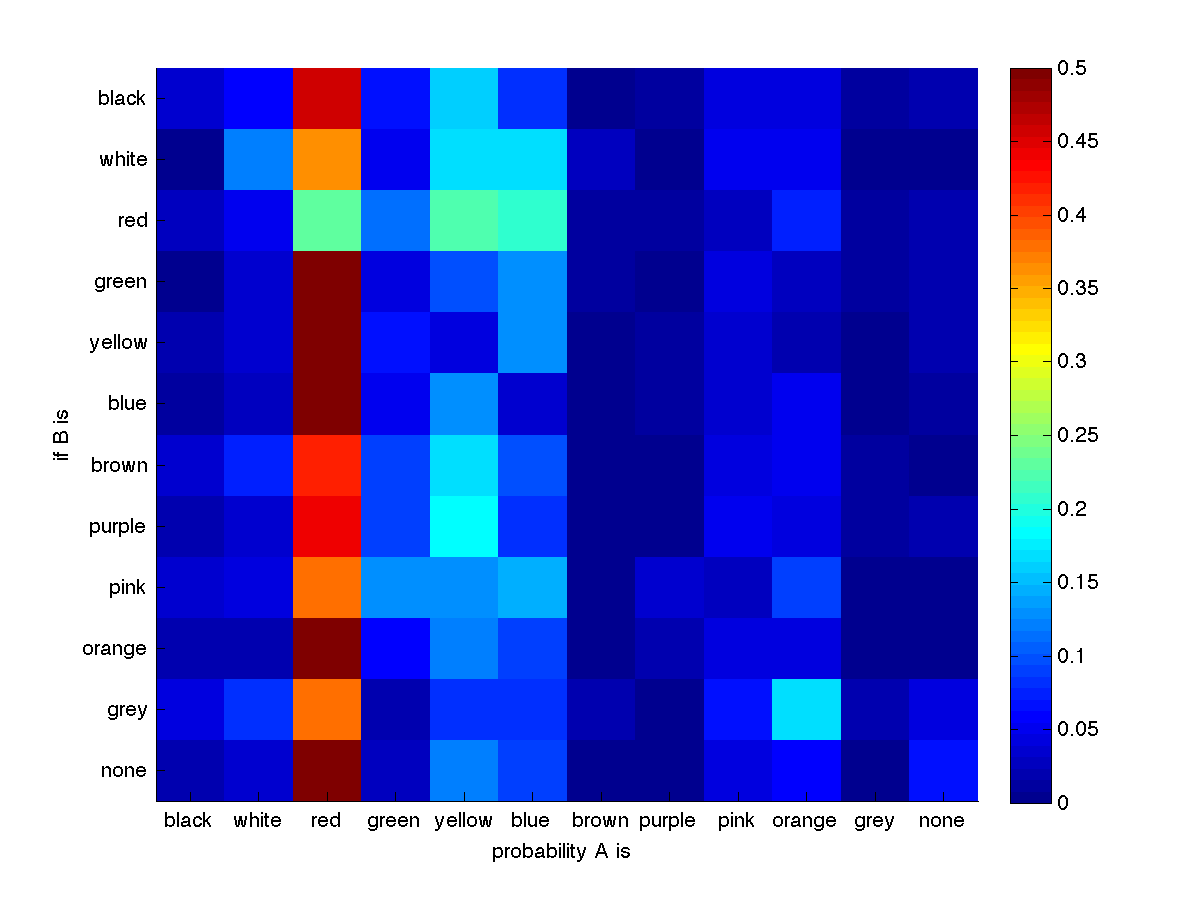 black
white
red
green
yellow
blue
brown
purple
pink
orange
grey
none
if B is
black white red green yellow blue brown purple pink orange grey none
probability A is
0.5
0.45
0.4
0.35
0.3
0.25
0.2
0.15
0.1
0.05
0